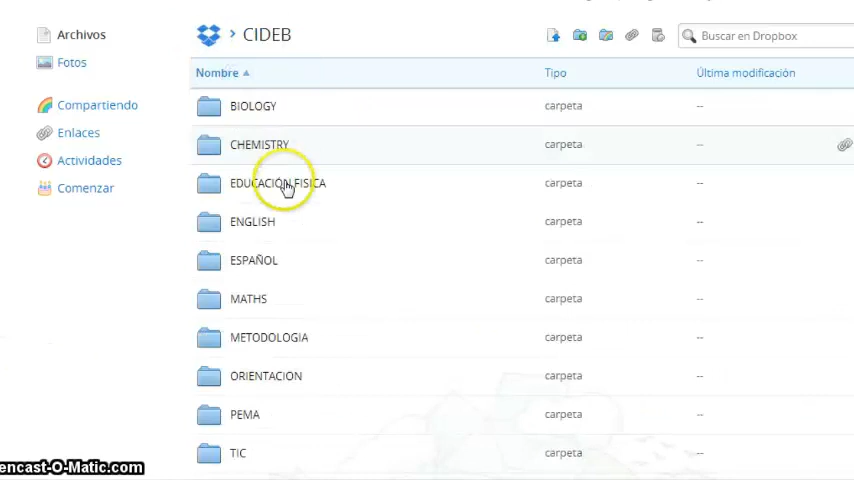 Archivos
Fotos
Compartiendo
Enlaces
Actividades
Comenzar
> CIDEB
Buscar en Dropbox
Nombre Tipo Última modificación
BIOLOGY carpeta --
CHEMISTRY carpeta --
EDUCACIÓN FISICA carpeta --
ENGLISH carpeta --
ESPAÑOL carpeta --
MATHS carpeta --
METODOLOGIA carpeta --
ORIENTACION carpeta --
PEMA carpeta --
TIC carpeta --
encast-O-Matic.com